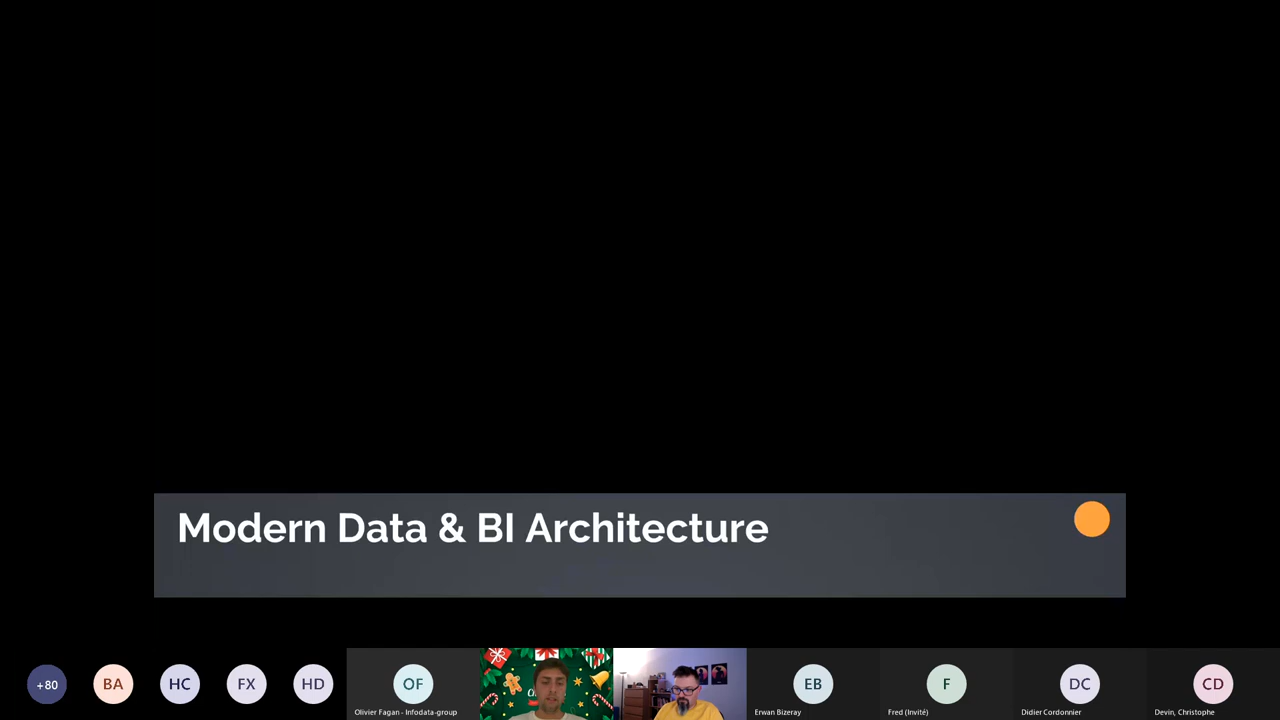 Modern Data & BI Architecture
+80
BA
HC
FX
HD
OF
EB
F
DC
CD
Olivier Fagan - Infodata-group
Erwan Bizeray
Fred (Invité)
Didier Cordonnier
Devin, Christophe